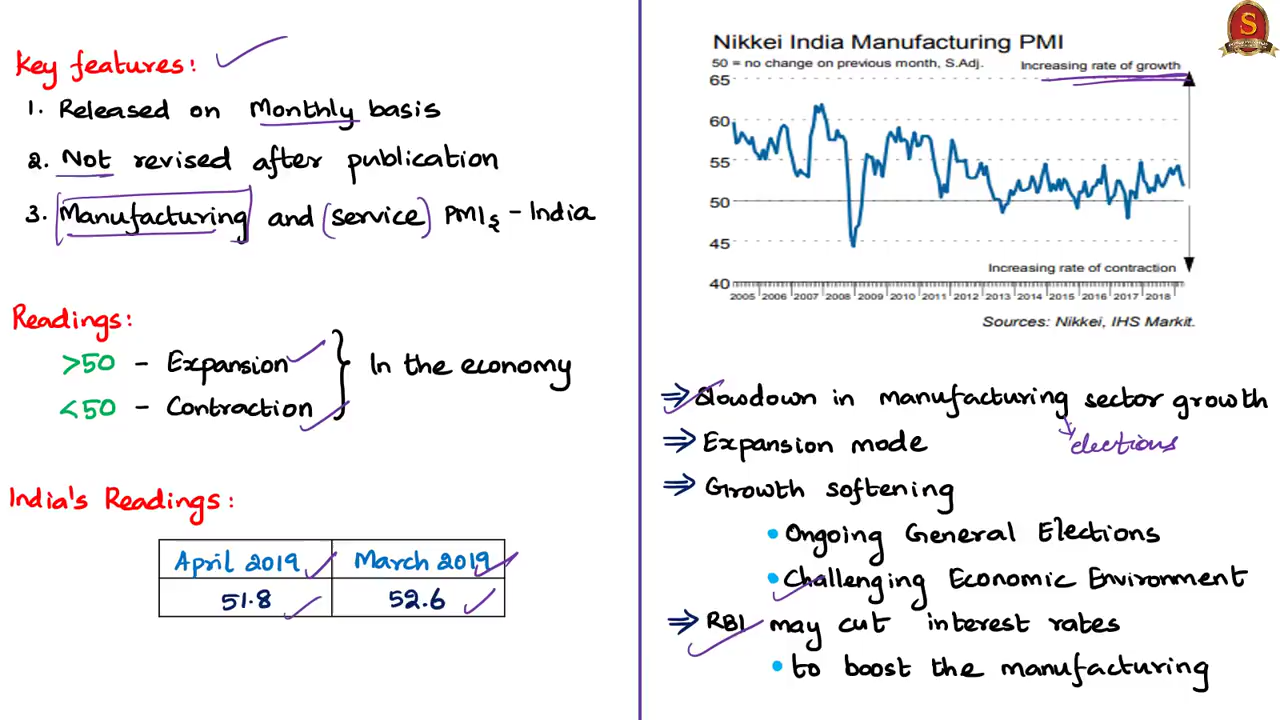 Key features:
1. Released on Monthly basis
2. Not revised after publication
3. Manufacturing and (service) PMIs - India
Readings:
>50 - Expansion
<50 - Contraction
In the economy
India's Readings:
April 2019 March 2019
51.8 52.6
S
Nikkei India Manufacturing PMI
50 = no change on previous month, S.Adj.
Increasing rate of growth
65
60
55
50
45
40
Increasing rate of contraction
2005 2006 2007 2008 2009 2010 2011 2012 2013 2014 2015 2016 2017 2018
Sources: Nikkei, IHS Markit.
⇒ Slowdown in manufacturing sector growth
elections
⇒ Expansion mode
⇒ Growth softening
• Ongoing General Elections
• Challenging Economic Environment
⇒ RBI may cut interest rates
• to boost the manufacturing